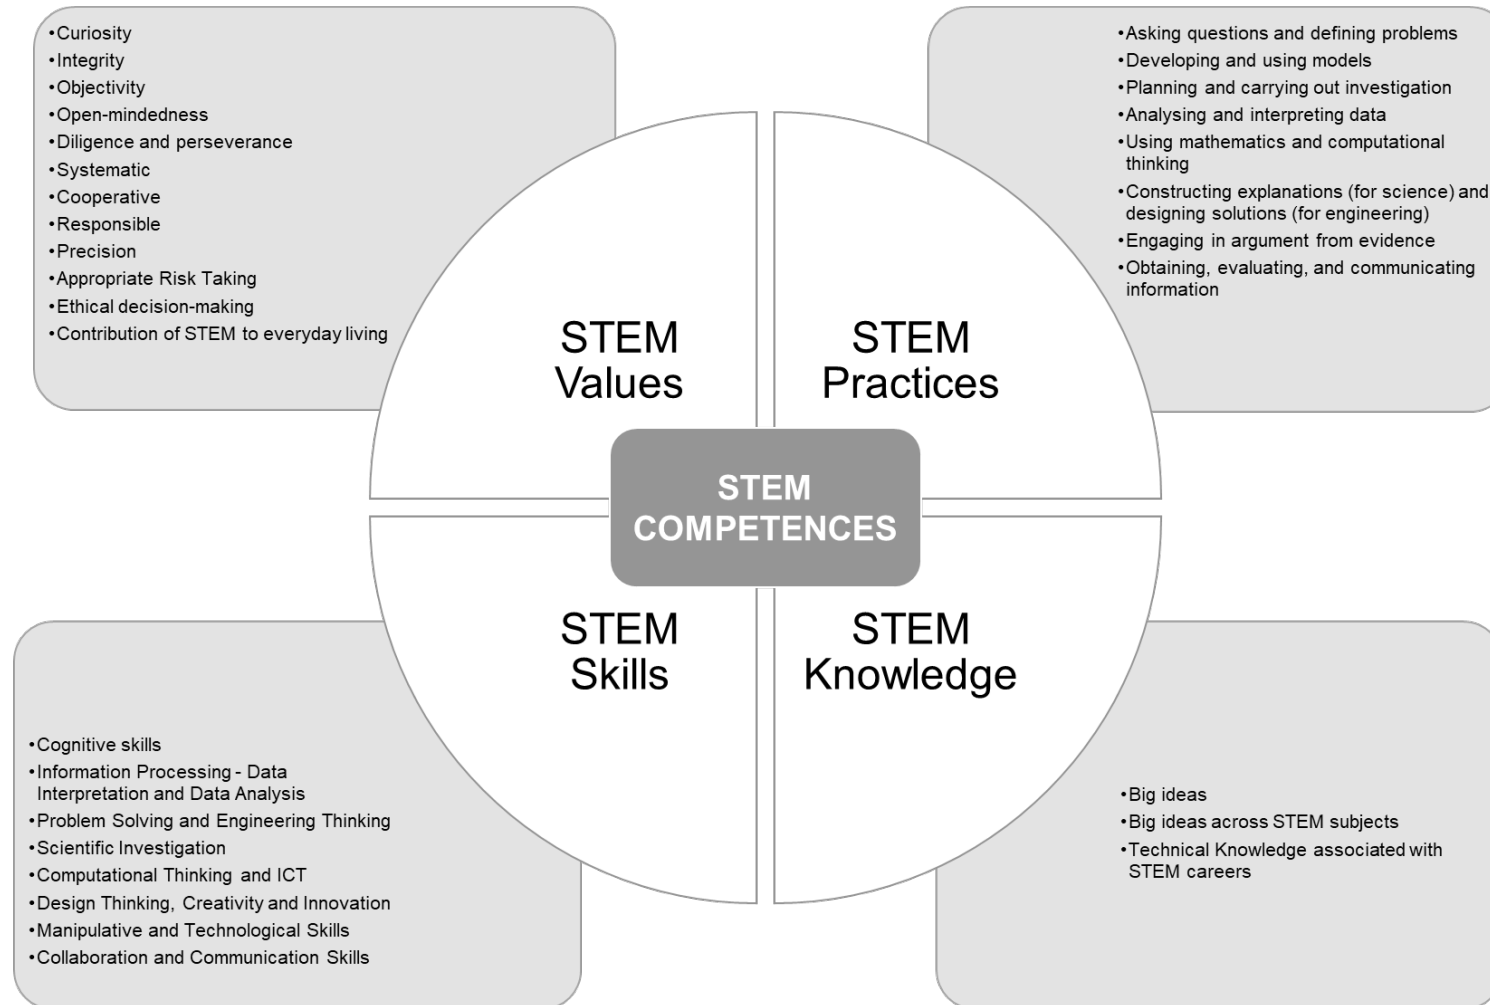 •Curiosity
•Integrity
•Objectivity
•Open-mindedness
•Diligence and perseverance
•Systematic
•Cooperative
•Responsible
•Precision
•Appropriate Risk Taking
•Ethical decision-making
•Contribution of STEM to everyday living
•Asking questions and defining problems
•Developing and using models
•Planning and carrying out investigation
•Analysing and interpreting data
•Using mathematics and computational
thinking
•Constructing explanations (for science) and
designing solutions (for engineering)
•Engaging in argument from evidence
•Obtaining, evaluating, and communicating
information
STEM
Values
STEM
Practices
STEM
COMPETENCES
STEM
Skills
STEM
Knowledge
•Cognitive skills
•Information Processing - Data
Interpretation and Data Analysis
•Problem Solving and Engineering Thinking
•Scientific Investigation
•Computational Thinking and ICT
•Design Thinking, Creativity and Innovation
•Manipulative and Technological Skills
•Collaboration and Communication Skills
•Big ideas
•Big ideas across STEM subjects
•Technical Knowledge associated with
STEM careers